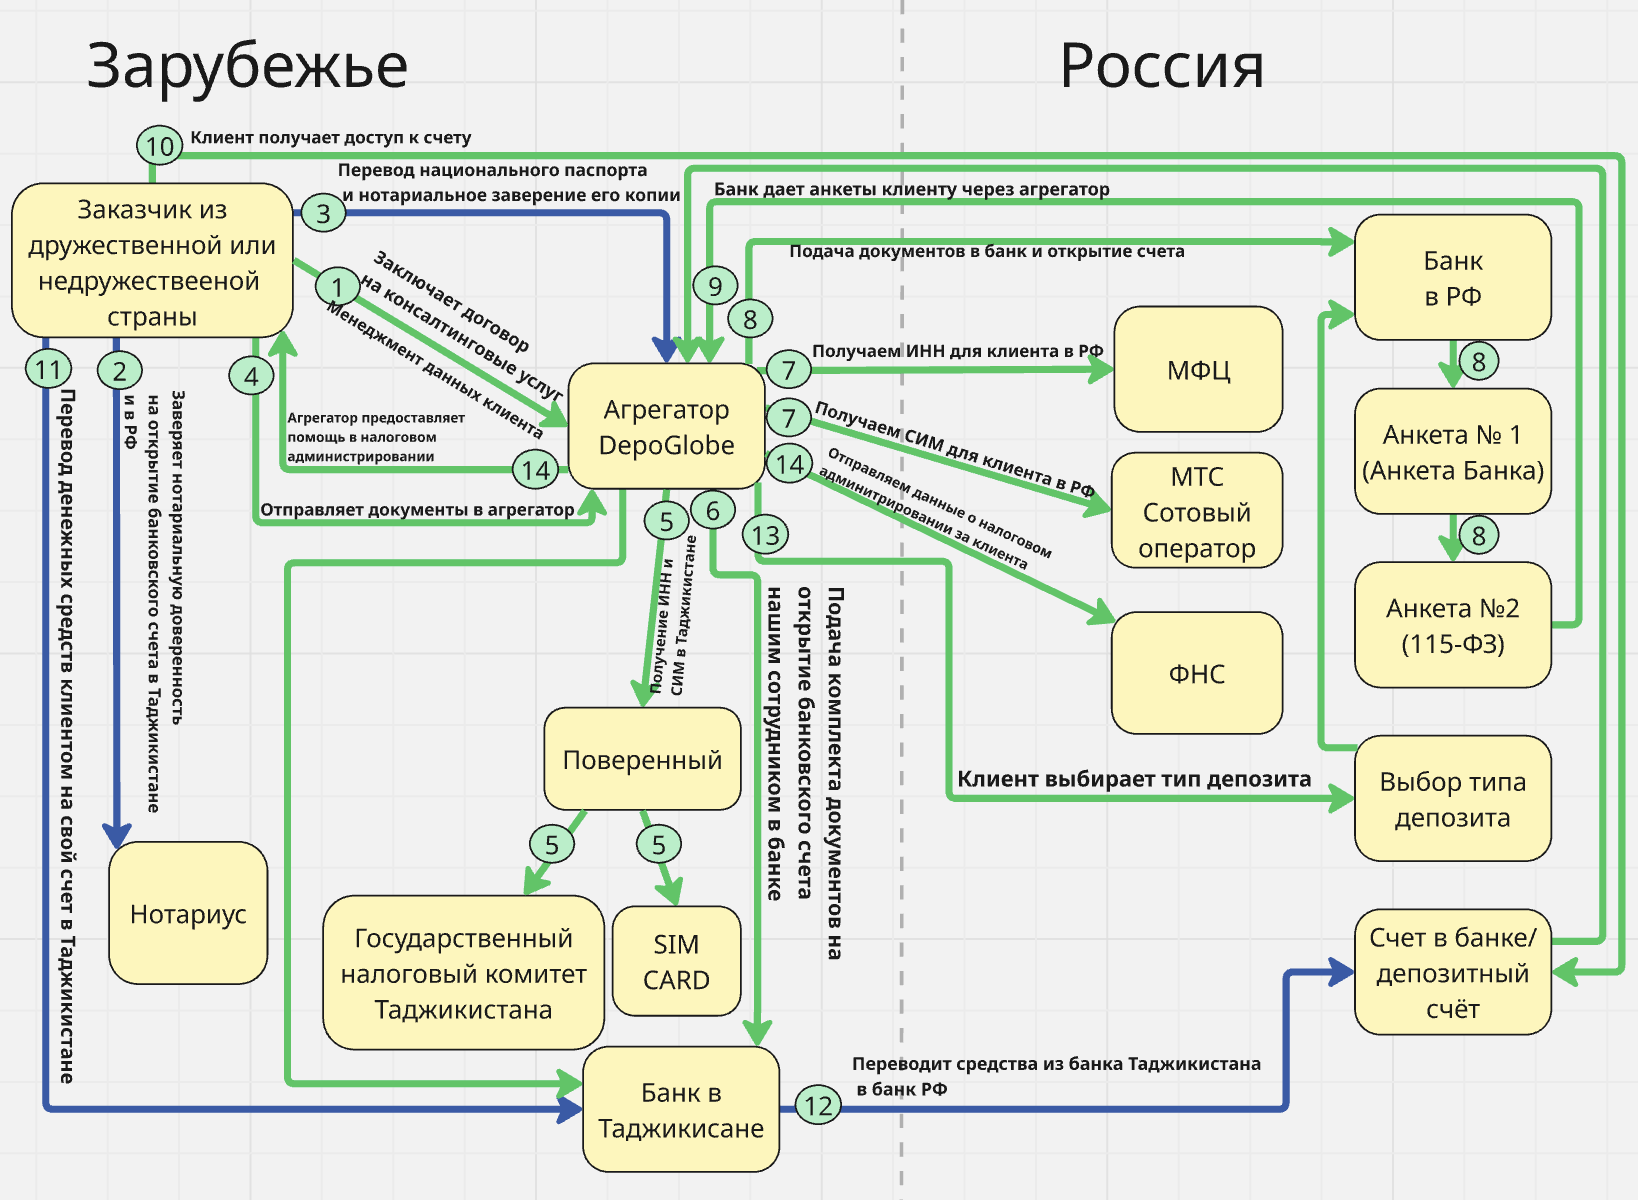 Зарубежье
Россия
10
Клиент получает доступ к счету
Перевод национального паспорта
и нотариальное заверение его копии
Банк дает анкеты клиенту через агрегатор
Заказчик из
дружественной или
недружествееной
страны
3
1
Заключает договор
на консалтинговые услуг
Менеджмент данных клиента
9
8
Подача документов в банк и открытие счета
Банк
в РФ
11
2
4
7
Получаем ИНН для клиента в РФ
МФЦ
8
Агрегатор
DepoGlobe
7
Получаем СИМ для клиента в РФ
Анкета № 1
(Анкета Банка)
Агрегатор предоставляет
помощь в налоговом
администрировании
14
14
Отправляем данные о налоговом
админитрировании за клиента
МТС
Сотовый
оператор
Отправляет документы в агрегатор
5
6
13
8
Перевод денежных средств клиентом на свой счет в Таджикистане
Заверяет нотариальную доверенность
на открытие банковского счета в Таджикистане
и в РФ
Получение ИНН и
СИМ в Таджикистане
Подача комплекта документов на
открытие банковского счета
нашим сотрудником в банке
Анкета №2
(115-ФЗ)
ФНС
Поверенный
Клиент выбирает тип депозита
Выбор типа
депозита
5
5
Нотариус
Государственный
налоговый комитет
Таджикистана
SIM
CARD
Счет в банке/
депозитный
счёт
Банк в
Таджикисане
12
Переводит средства из банка Таджикистана
в банк РФ